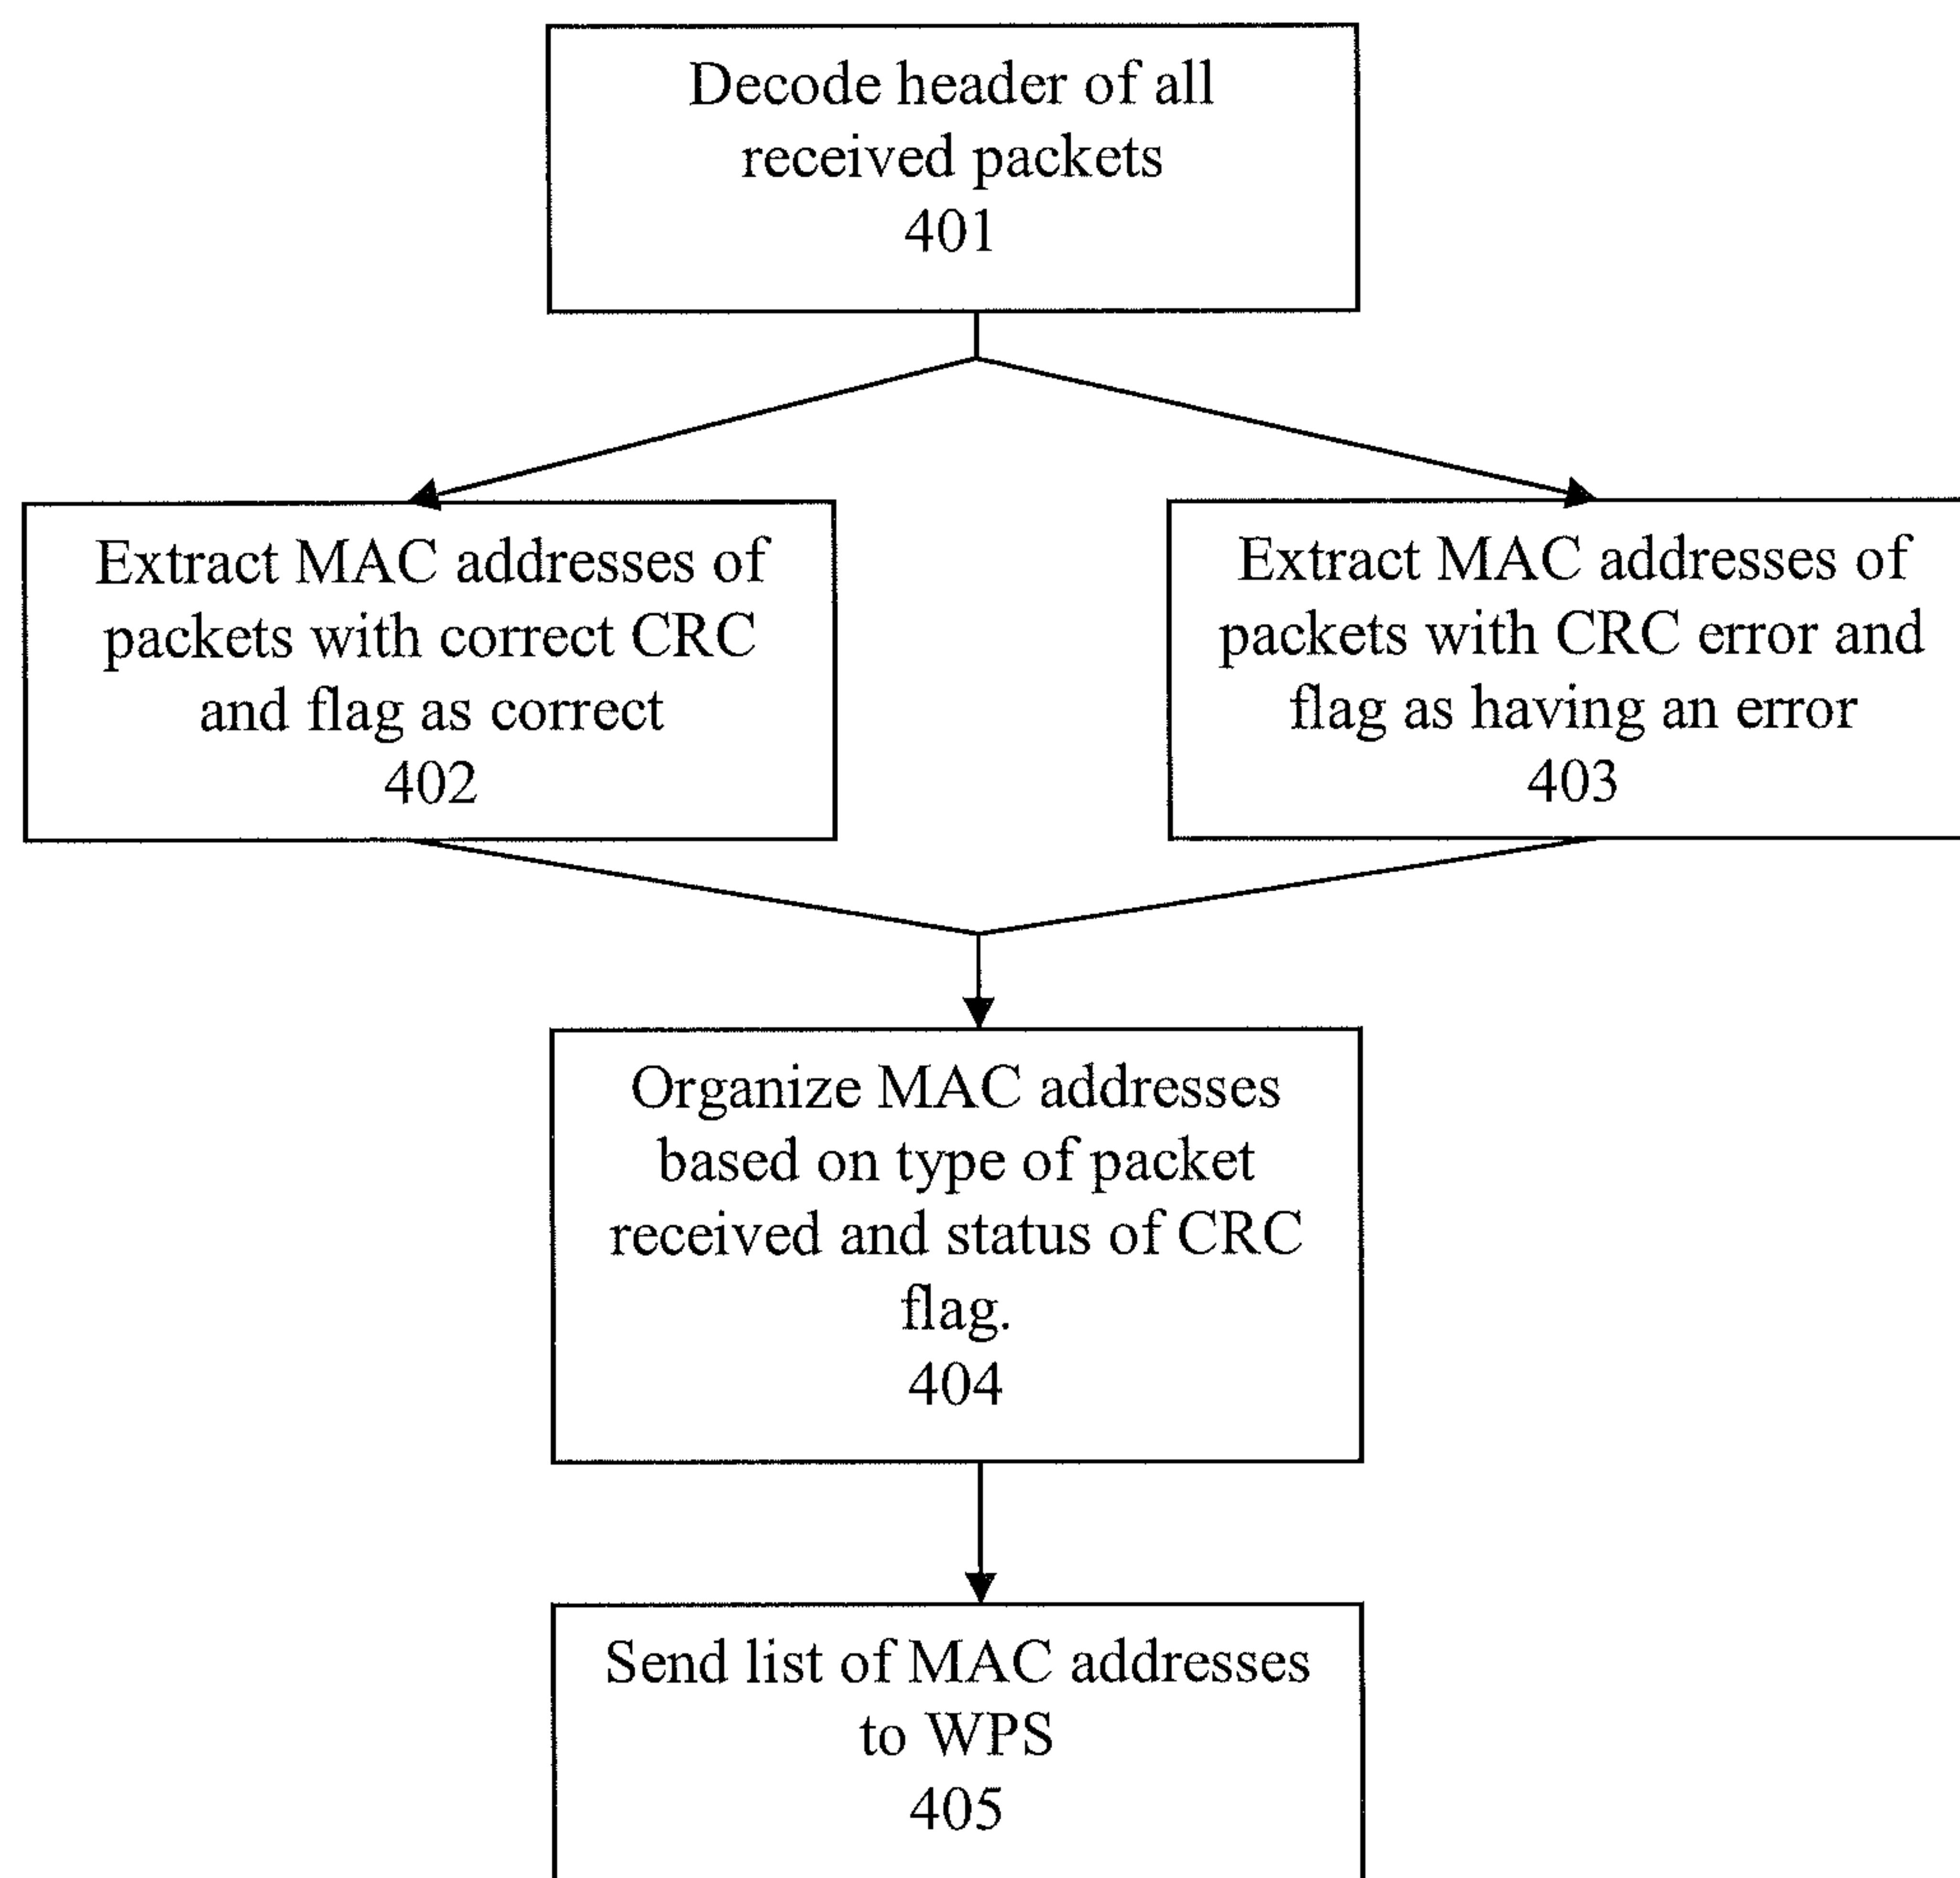 Decode header of all
received packets
401
Extract MAC addresses of
packets with correct CRC
and flag as correct
402
Extract MAC addresses of
packets with CRC error and
flag as having an error
403
Organize MAC addresses
based on type of packet
received and status of CRC
flag.
404
Send list of MAC addresses
to WPS
405